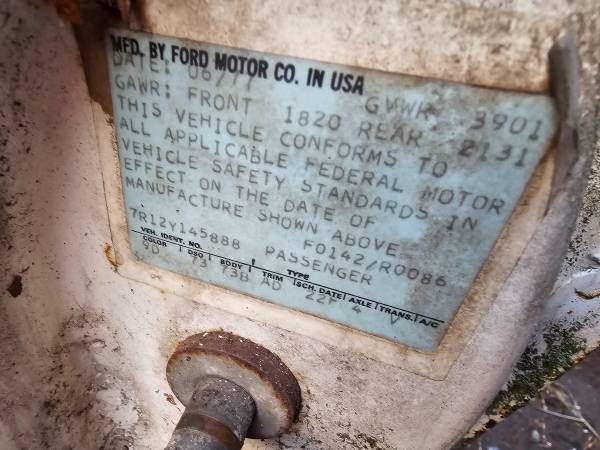 MFD. BY FORD MOTOR CO. IN USA
DATE: 06/77 GVWR 3901
GAWR: FRONT 1820 REAR 2131
THIS VEHICLE CONFORMS TO
ALL APPLICABLE FEDERAL MOTOR
VEHICLE SAFETY STANDARDS IN
EFFECT ON THE DATE OF
MANUFACTURE SHOWN ABOVE
F0142/R0086
7R12Y145888 PASSENGER
VEH. IDENT. NO. TYPE
COLOR DSO BODY TRIM SCH. DATE AXLE TRANS. A/C
9D 73 73B AD 22F 4 V